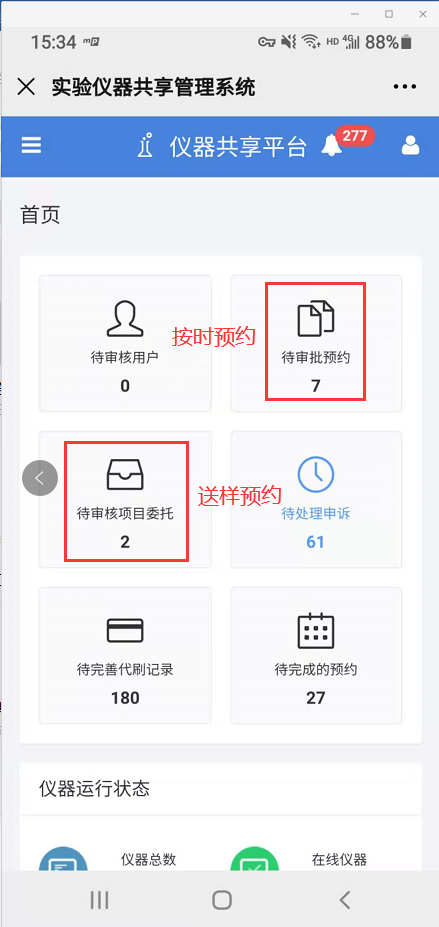 15:34
HD 4G 88%
实验仪器共享管理系统
仪器共享平台 277
首页
待审核用户
0
按时预约
待审批预约
7
待审核项目委托
2
送样预约
待处理申诉
61
待完善代刷记录
180
待完成的预约
27
仪器运行状态
仪器总数
在线仪器